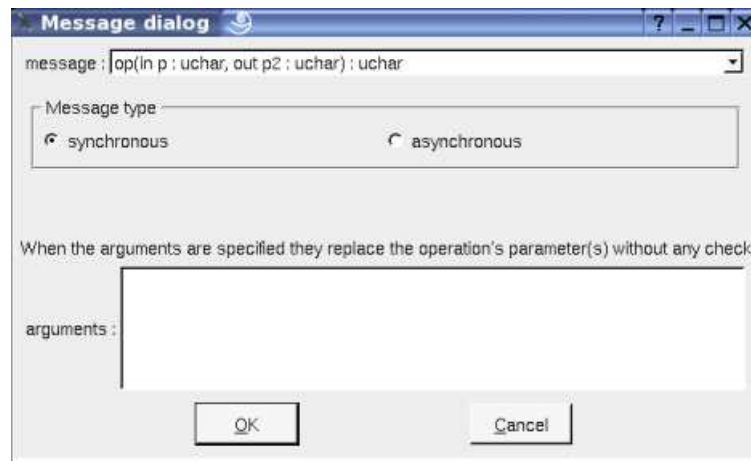 Message dialog
message : op(in p : uchar, out p2 : uchar) : uchar
Message type
synchronous asynchronous
When the arguments are specified they replace the operation's parameter(s) without any check
arguments :
OK Cancel